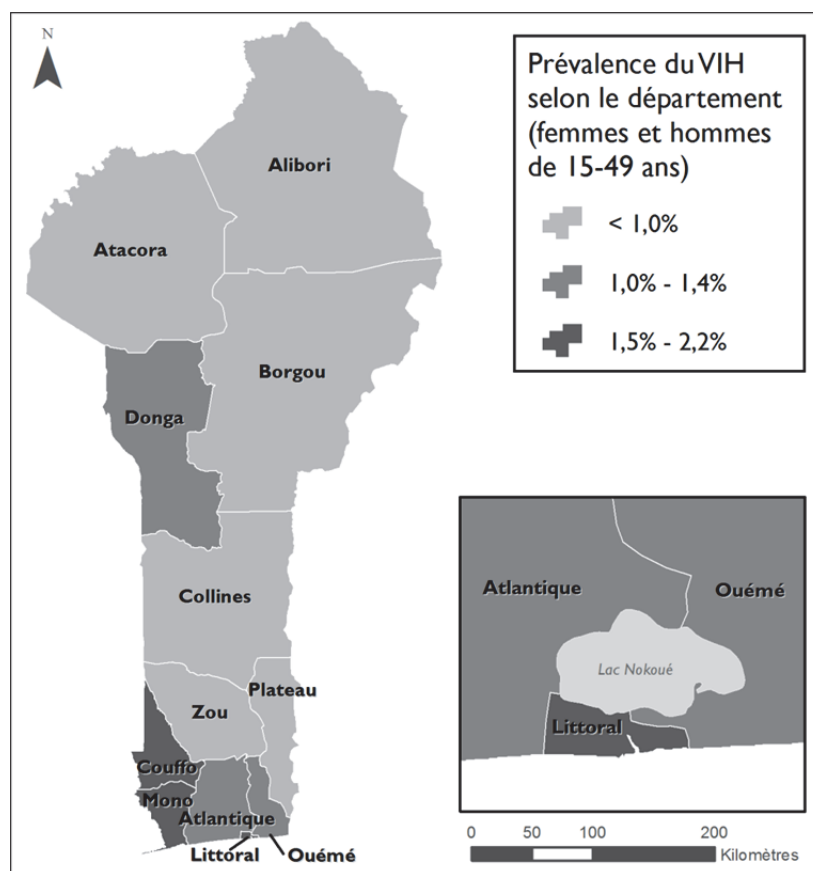 N
Prévalence du VIH
selon le département
(femmes et hommes
de 15-49 ans)
< 1,0%
1,0% - 1,4%
1,5% - 2,2%
Alibori
Atacora
Borgou
Donga
Collines
Plateau
Zou
Couffo
Mono
Atlantique
Littoral
Ouémé
Atlantique
Ouémé
Lac Nokoué
Littoral
0 50 100 200
Kilomètres